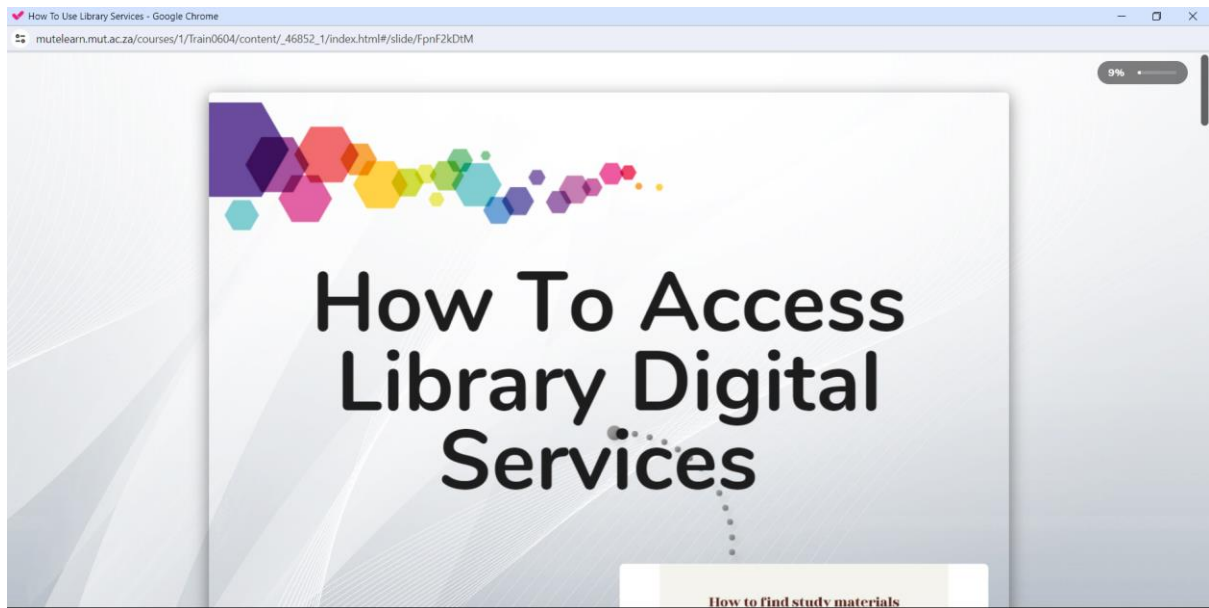 How To Use Library Services - Google Chrome
mutelearn.mut.ac.za/courses/1/Train0604/content/_46852_1/index.html#/slide/FpnF2kDtM
9%
How To Access
Library Digital
Services
How to find study materials